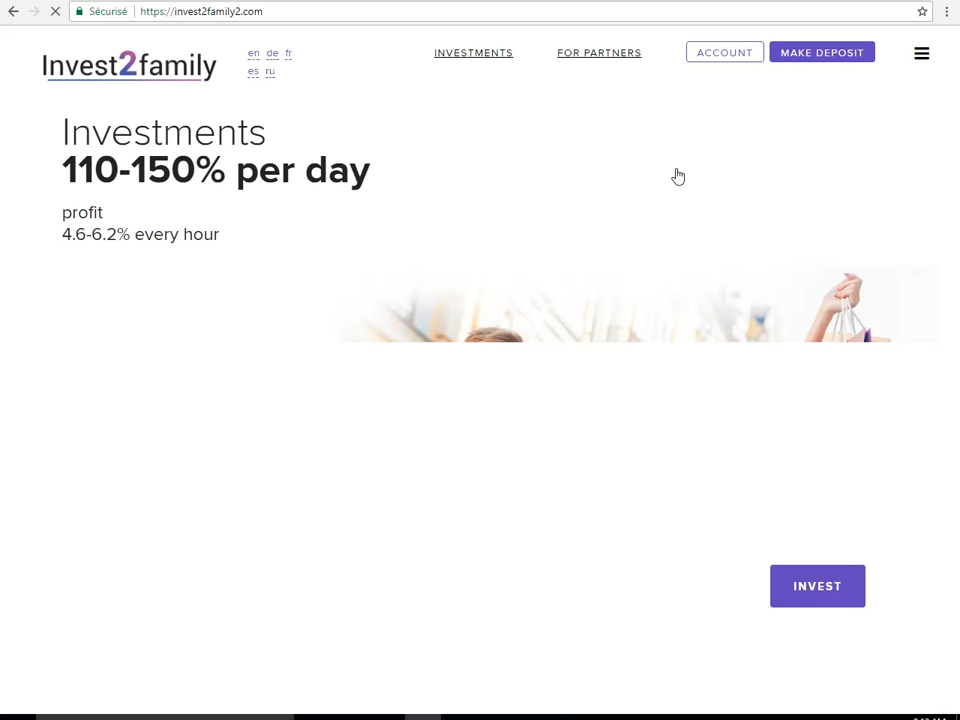 Sécurisé https://invest2family2.com
Invest2family
en de fr
es ru
INVESTMENTS
FOR PARTNERS
ACCOUNT
MAKE DEPOSIT
Investments
110-150% per day
profit
4.6-6.2% every hour
INVEST